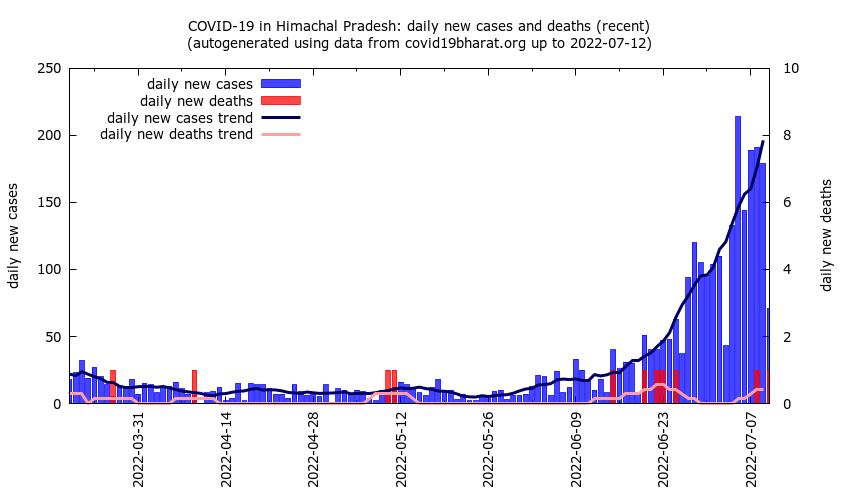 COVID-19 in Himachal Pradesh: daily new cases and deaths (recent)
(autogenerated using data from covid19bharat.org up to 2022-07-12)
daily new cases
daily new deaths
daily new cases trend
daily new deaths trend
daily new cases
250
200
150
100
50
0
10
8
6
4
2
0
daily new deaths
2022-03-31
2022-04-14
2022-04-28
2022-05-12
2022-05-26
2022-06-09
2022-06-23
2022-07-07